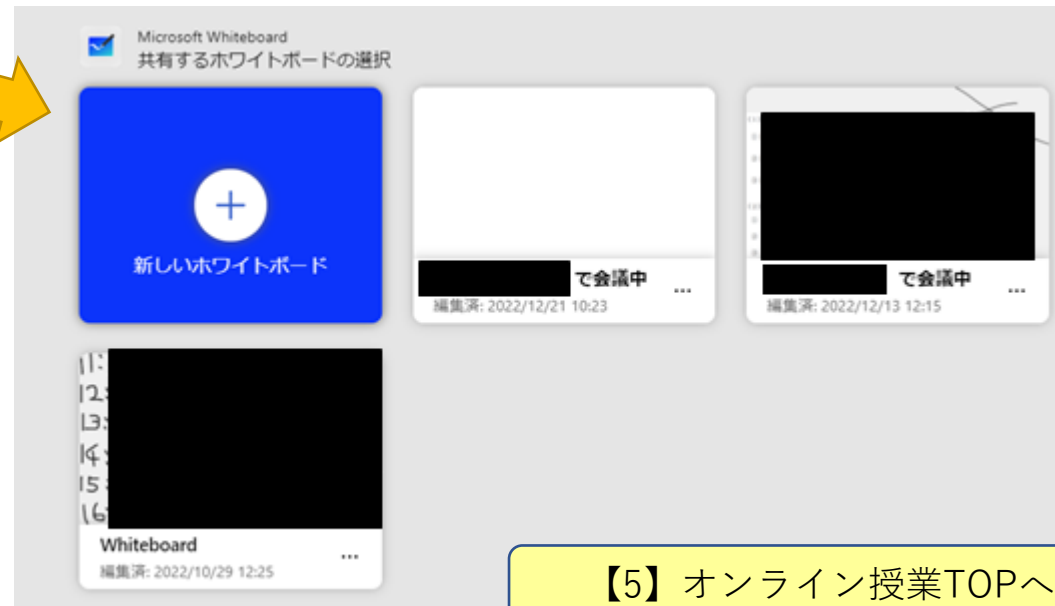 Microsoft Whiteboard
共有するホワイトボードの選択
新しいホワイトボード
で会議中
...
編集済: 2022/12/21 10:23
で会議中
...
編集済: 2022/12/13 12:15
11:
12:
13:
14:
15:
16
Whiteboard
...
編集済: 2022/10/29 12:25
【5】オンライン授業TOPへ